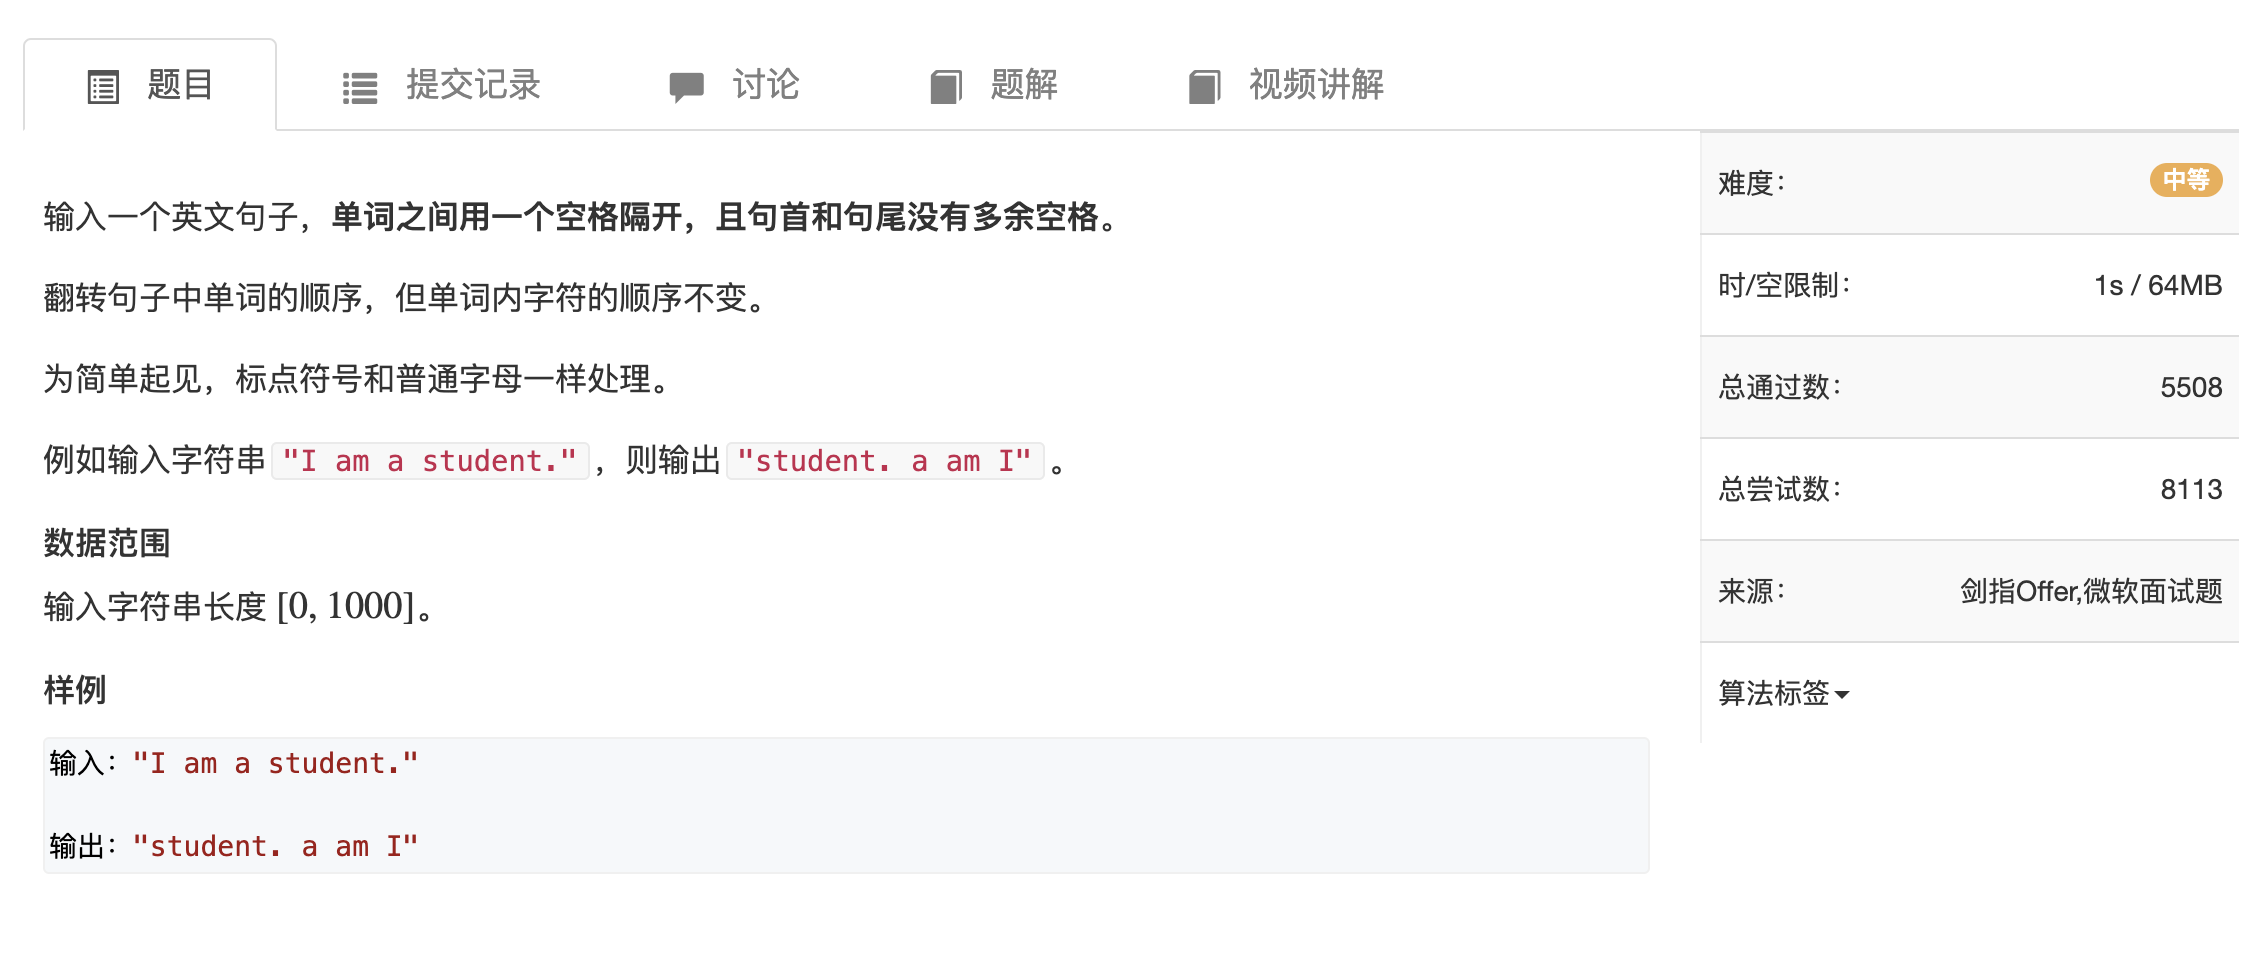 题目 提交记录 讨论 题解 视频讲解
输入一个英文句子，单词之间用一个空格隔开，且句首和句尾没有多余空格。
翻转句子中单词的顺序，但单词内字符的顺序不变。
为简单起见，标点符号和普通字母一样处理。
例如输入字符串"I am a student."，则输出"student. a am I"。
数据范围
输入字符串长度 [0, 1000]。
样例
输入："I am a student."
输出："student. a am I"
难度： 中等
时/空限制： 1s / 64MB
总通过数： 5508
总尝试数： 8113
来源： 剑指Offer,微软面试题
算法标签